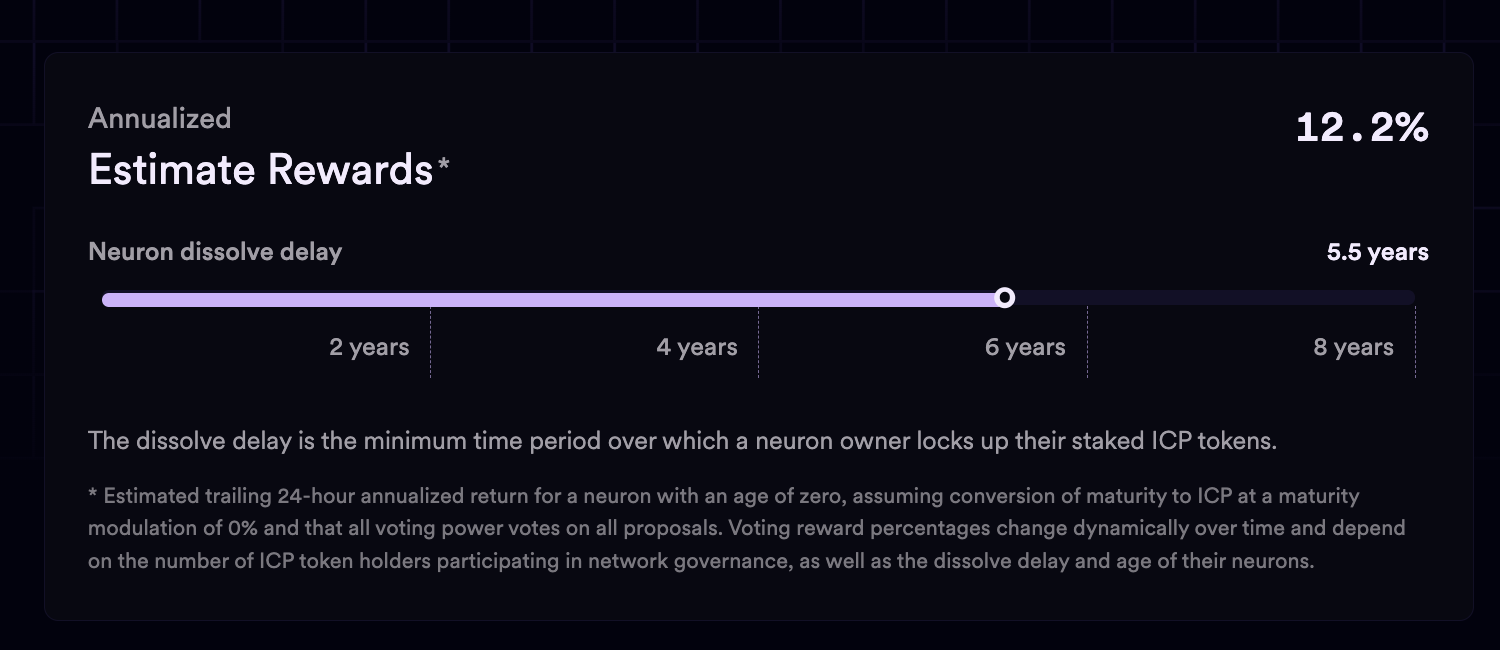 Annualized
12.2%
Estimate Rewards*
Neuron dissolve delay
5.5 years
2 years
4 years
6 years
8 years
The dissolve delay is the minimum time period over which a neuron owner locks up their staked ICP tokens.
* Estimated trailing 24-hour annualized return for a neuron with an age of zero, assuming conversion of maturity to ICP at a maturity
modulation of 0% and that all voting power votes on all proposals. Voting reward percentages change dynamically over time and depend
on the number of ICP token holders participating in network governance, as well as the dissolve delay and age of their neurons.